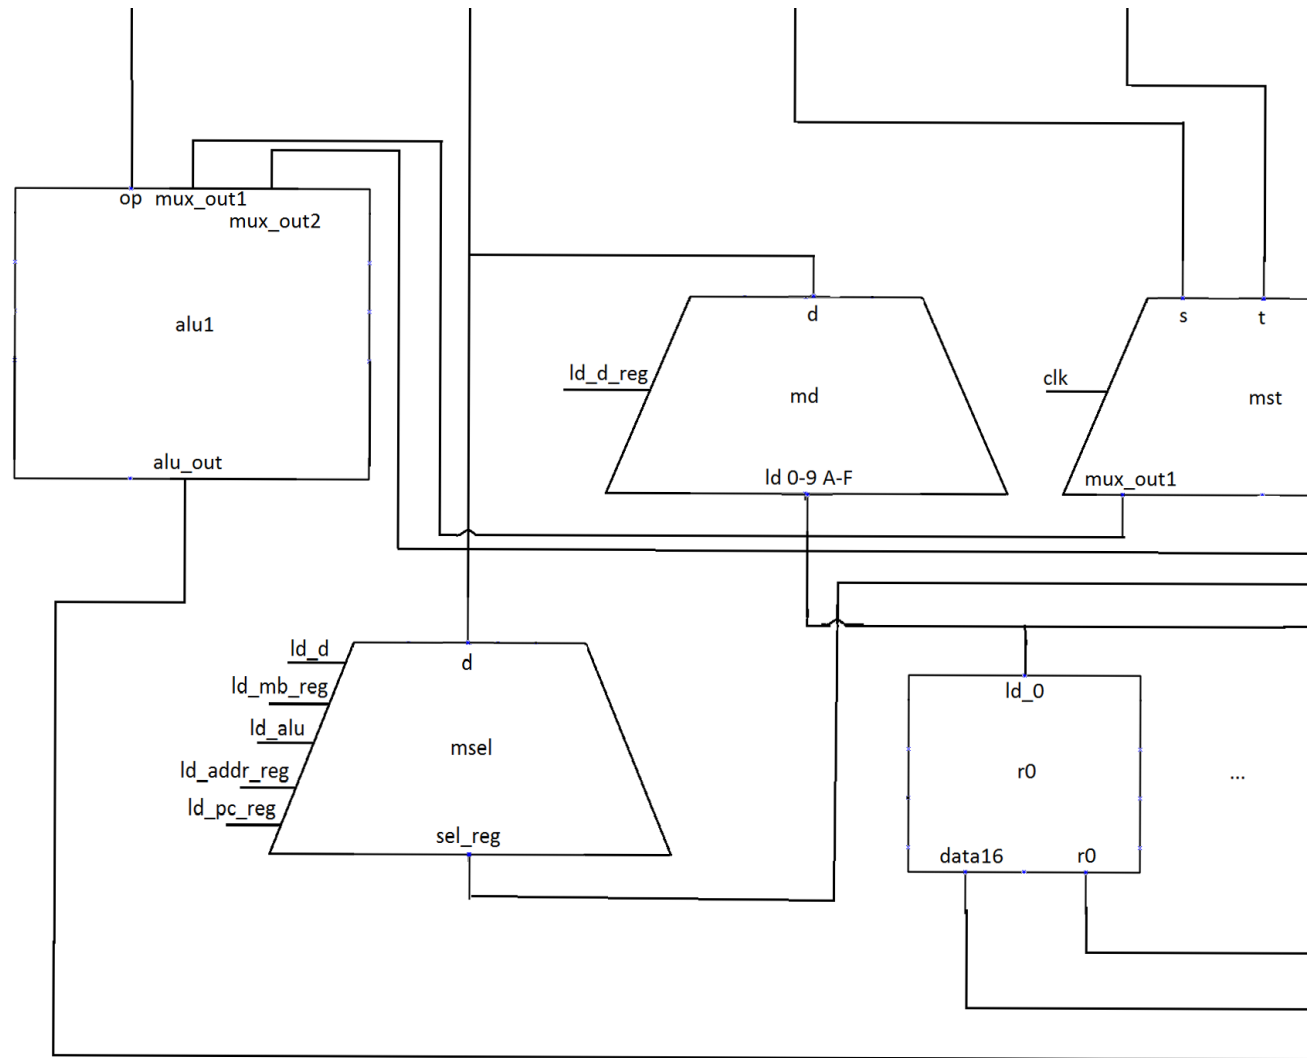 op mux_out1
mux_out2
alu1
alu_out
d
ld_d_reg
md
ld 0-9 A-F
s t
clk
mst
mux_out1
ld_d
d
ld_mb_reg
ld_alu
msel
ld_addr_reg
ld_pc_reg
sel_reg
ld_0
r0
...
data16 r0